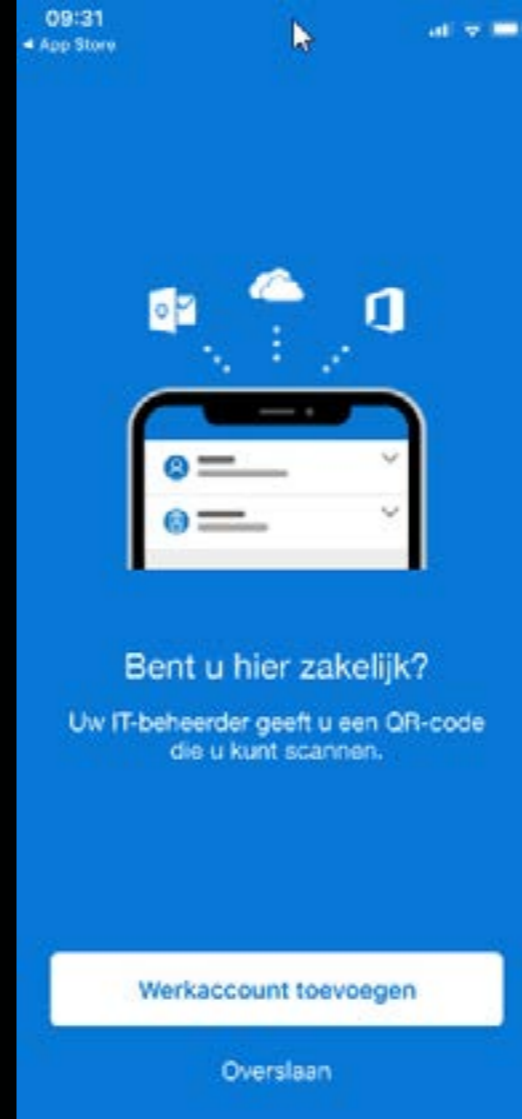 09:31
◄ App Store
Bent u hier zakelijk?
Uw IT-beheerder geeft u een QR-code
die u kunt scannen.
Werkaccount toevoegen
Overslaan